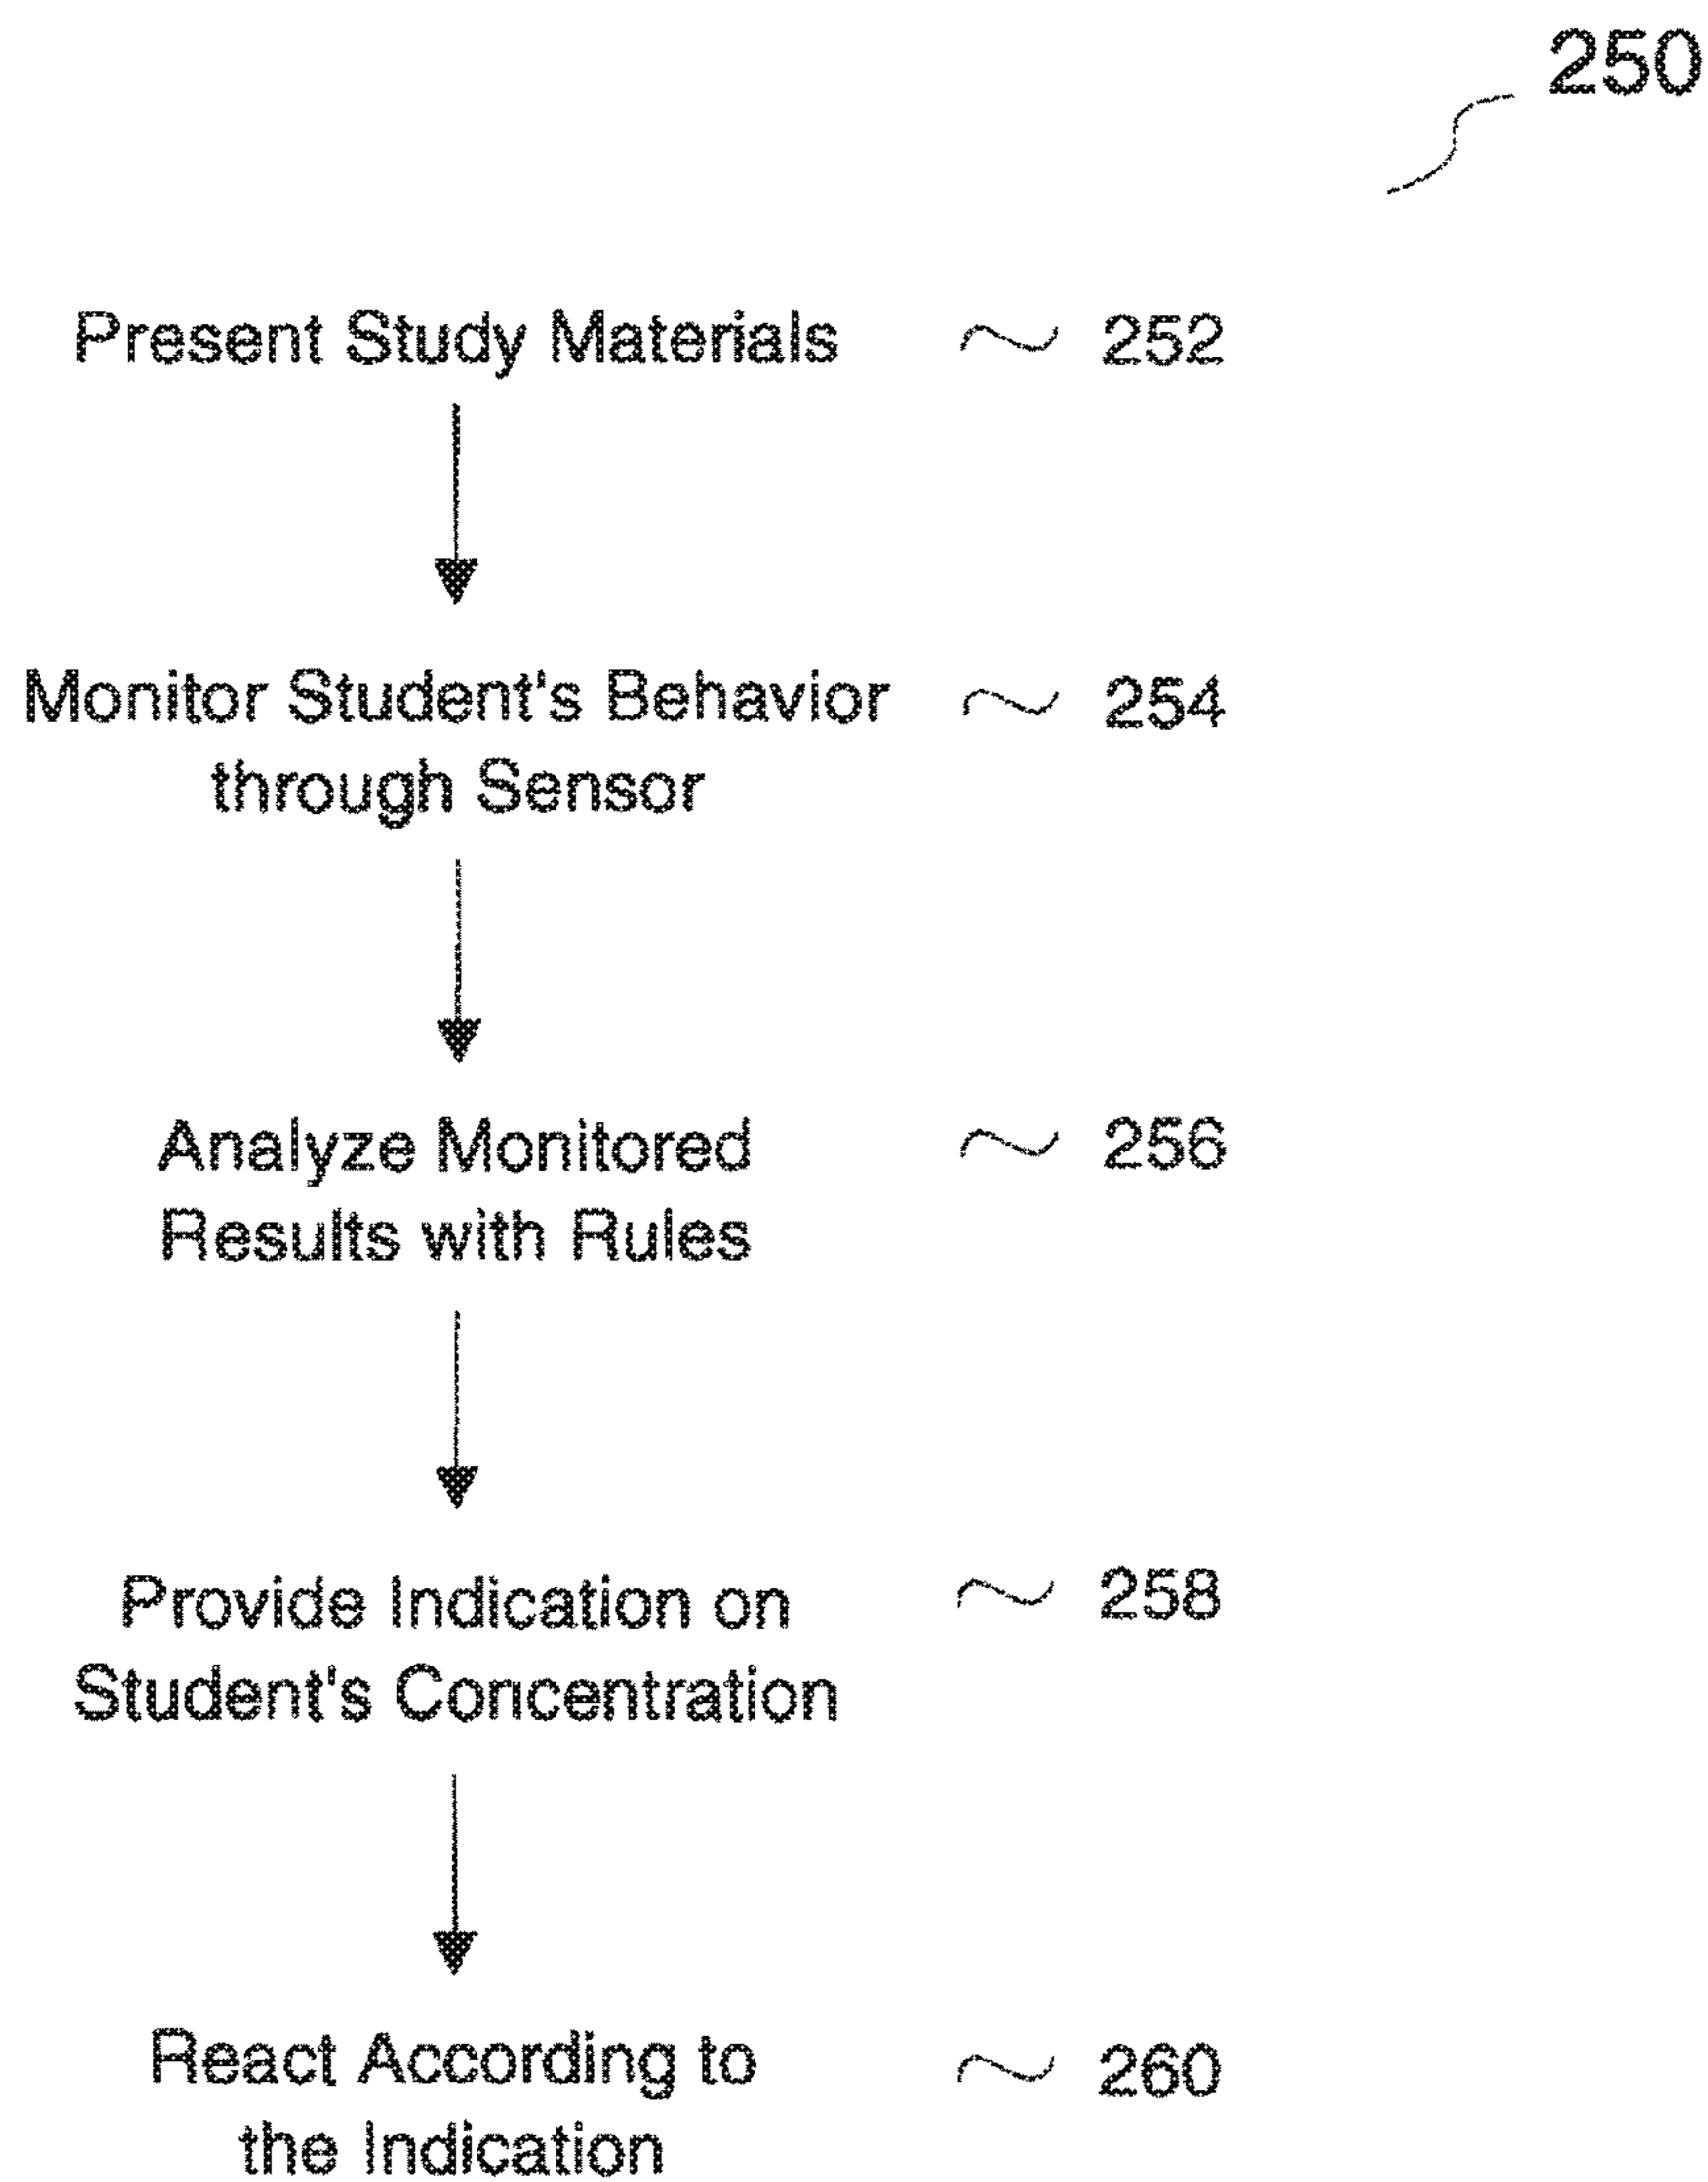 250
Present Study Materials 252
Monitor Student's Behavior 254
through Sensor
Analyze Monitored 256
Results with Rules
Provide Indication on 258
Student's Concentration
React According to 260
the Indication